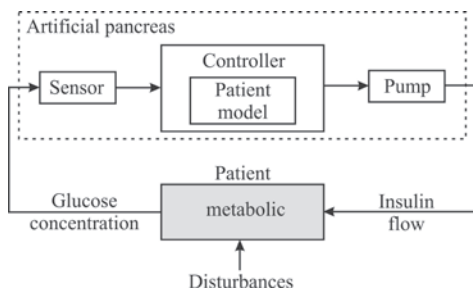 Artificial pancreas
Sensor
Controller
Patient
model
Pump
Patient
metabolic
Glucose
concentration
Insulin
flow
Disturbances